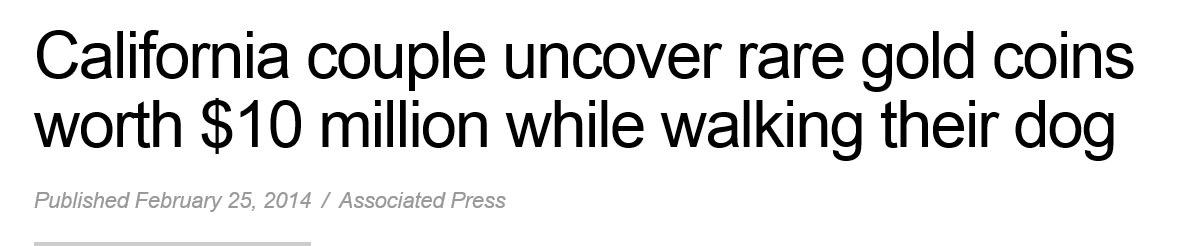 California couple uncover rare gold coins
worth $10 million while walking their dog
Published February 25, 2014 / Associated Press